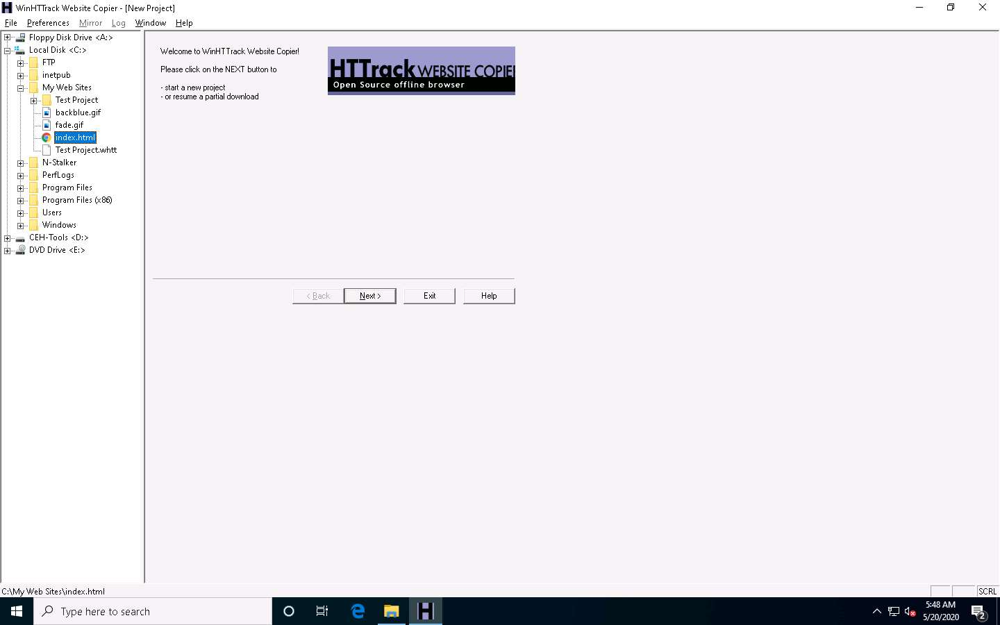 WinHTTrack Website Copier - [New Project]
File Preferences Mirror Log Window Help
Floppy Disk Drive <A:>
Local Disk <C:>
FTP
inetpub
My Web Sites
Test Project
backblue.gif
fade.gif
index.html
Test Project.whtt
N-Stalker
PerfLogs
Program Files
Program Files (x86)
Users
Windows
CEH-Tools <D:>
DVD Drive <E:>
Welcome to WinHTTrack Website Copier!
Please click on the NEXT button to
- start a new project
- or resume a partial download
HTTrack WEBSITE COPIER
Open Source offline browser
< Back Next > Exit Help
C:\My Web Sites\index.html
SCRL
Type here to search
5:48 AM
5/20/2020
2